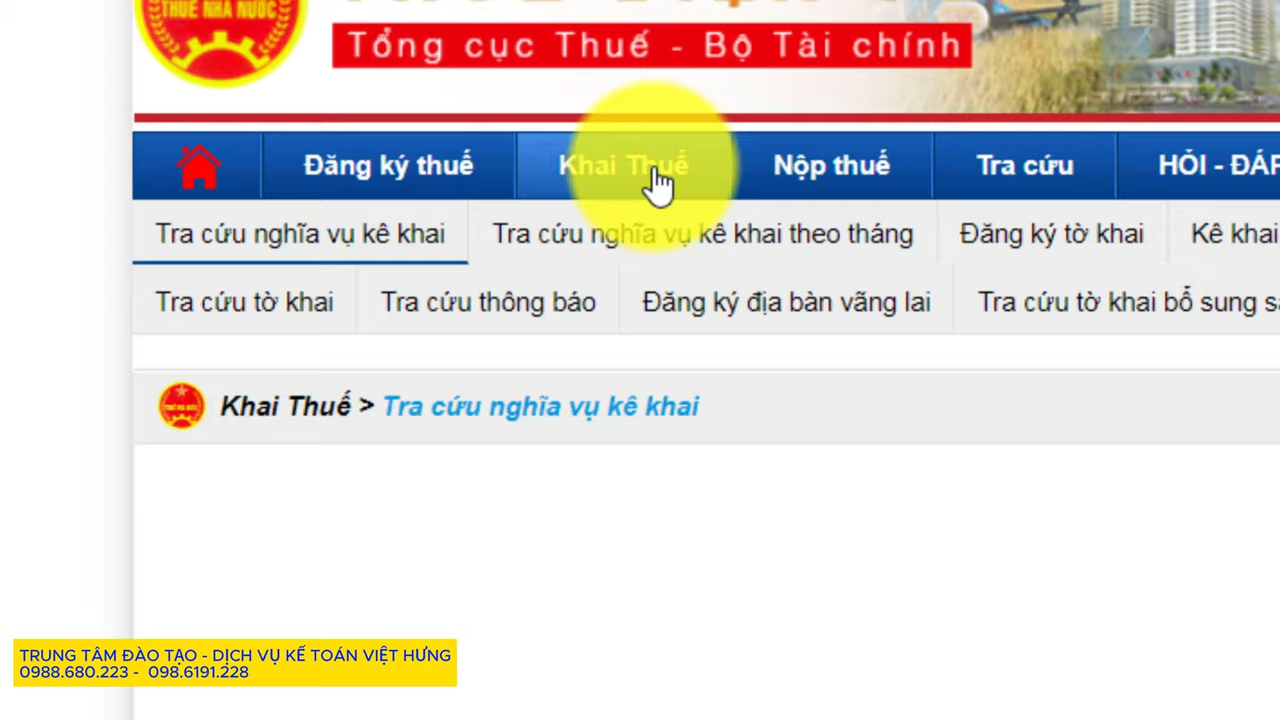 THUẾ NHÀ NƯỚC
Tổng cục Thuế - Bộ Tài chính
Đăng ký thuế Khai Thuế Nộp thuế Tra cứu HỎI - ĐÁP
Tra cứu nghĩa vụ kê khai Tra cứu nghĩa vụ kê khai theo tháng Đăng ký tờ khai Kê khai
Tra cứu tờ khai Tra cứu thông báo Đăng ký địa bàn vãng lai Tra cứu tờ khai bổ sung
Khai Thuế > Tra cứu nghĩa vụ kê khai
TRUNG TÂM ĐÀO TẠO - DỊCH VỤ KẾ TOÁN VIỆT HƯNG
0988.680.223 - 098.6191.228